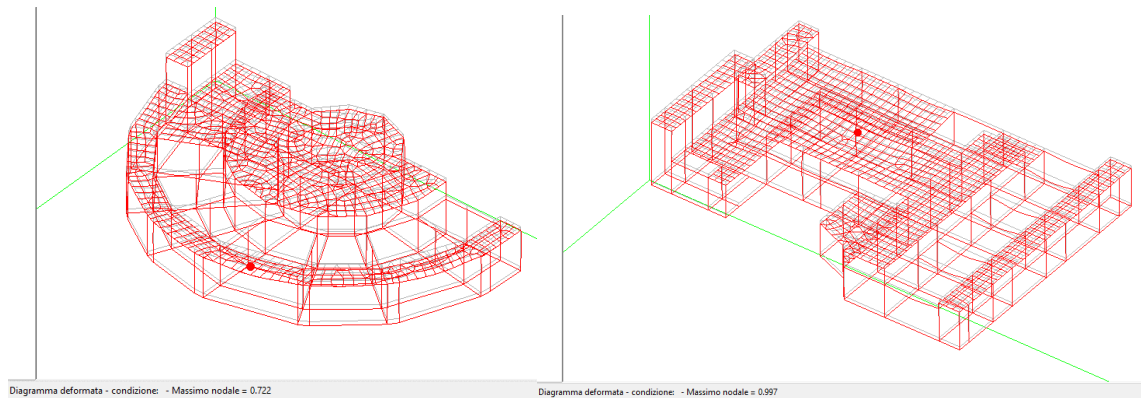 Diagramma deformata - condizione: - Massimo nodale = 0.722
Diagramma deformata - condizione: - Massimo nodale = 0.997